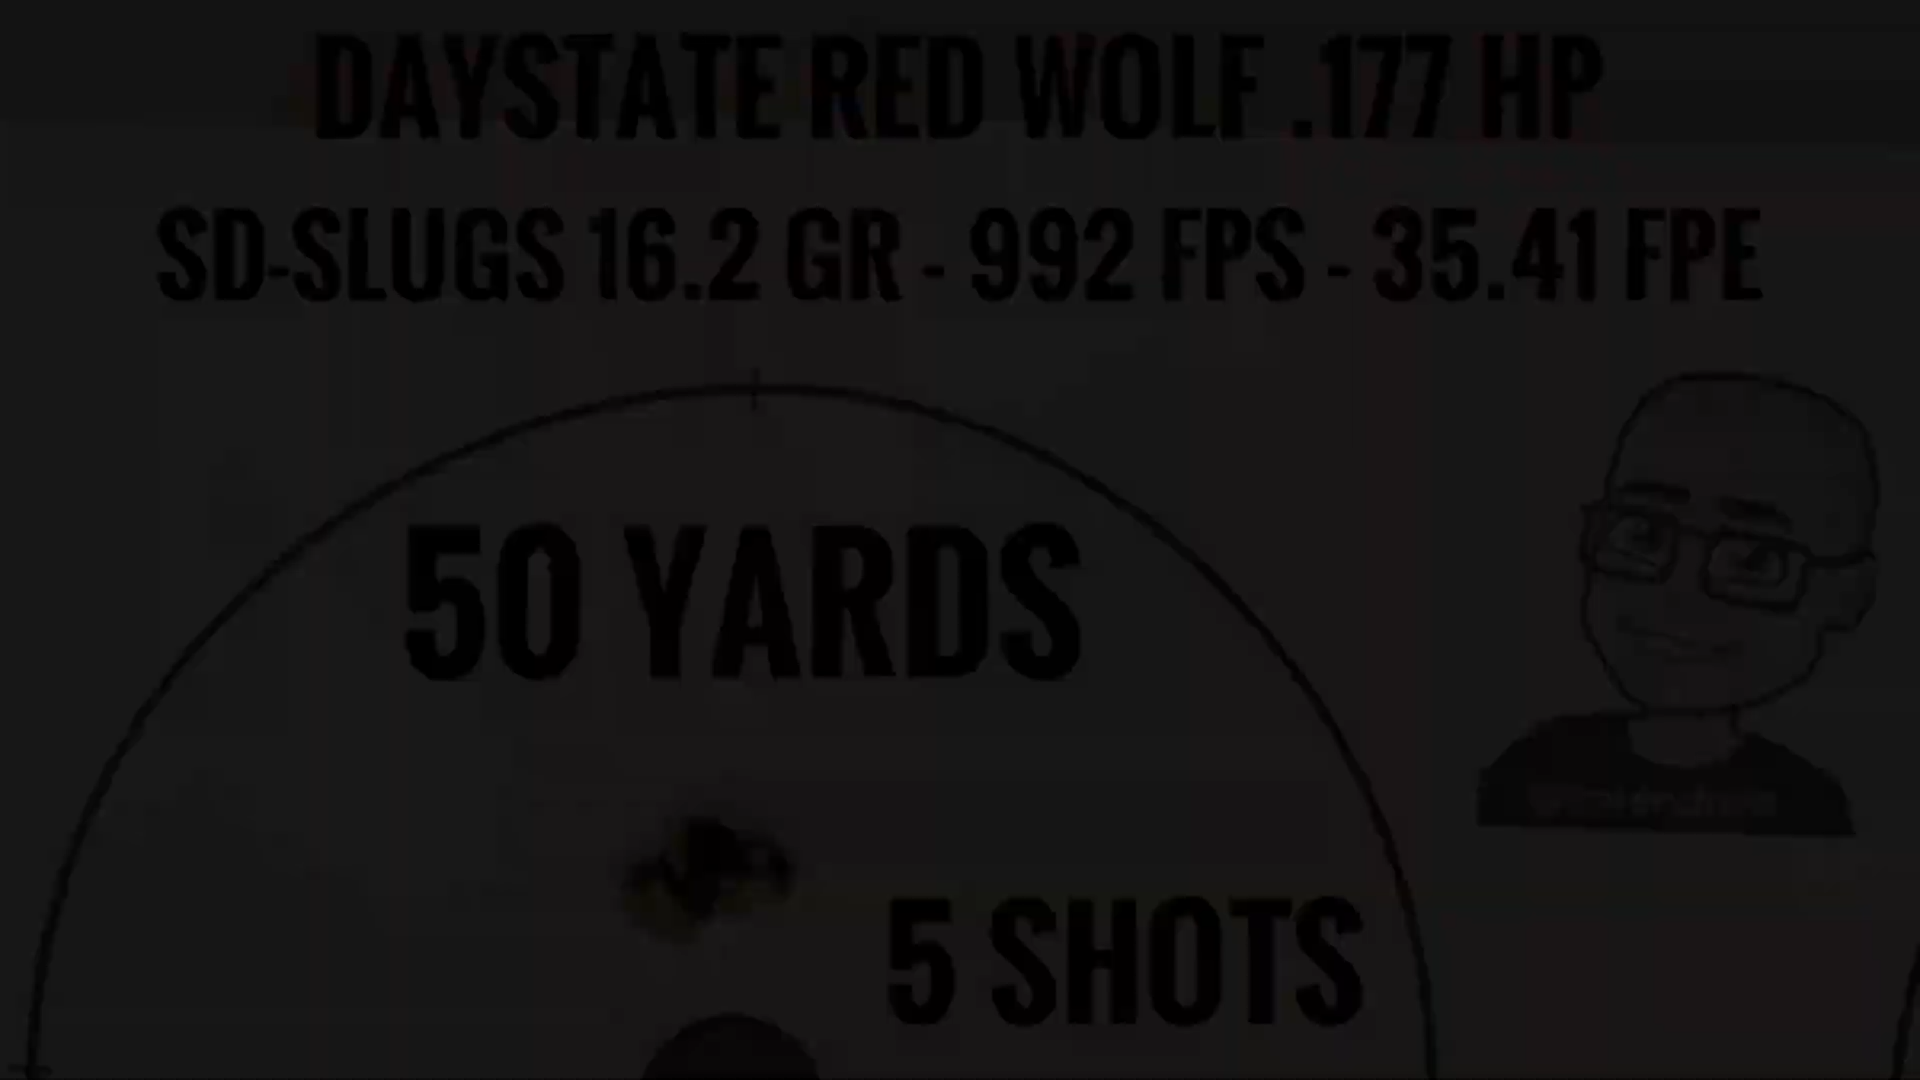 DAYSTATE RED WOLF .177 HP
SD-SLUGS 16.2 GR - 992 FPS - 35.41 FPE
50 YARDS
5 SHOTS